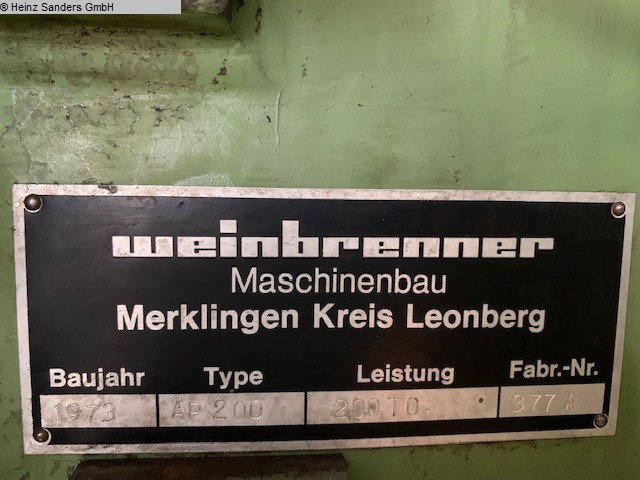 © Heinz Sanders GmbH
weinbrenner
Maschinenbau
Merklingen Kreis Leonberg
Baujahr Type Leistung Fabr.-Nr.
1973 AP 200 200 TO. 377 A